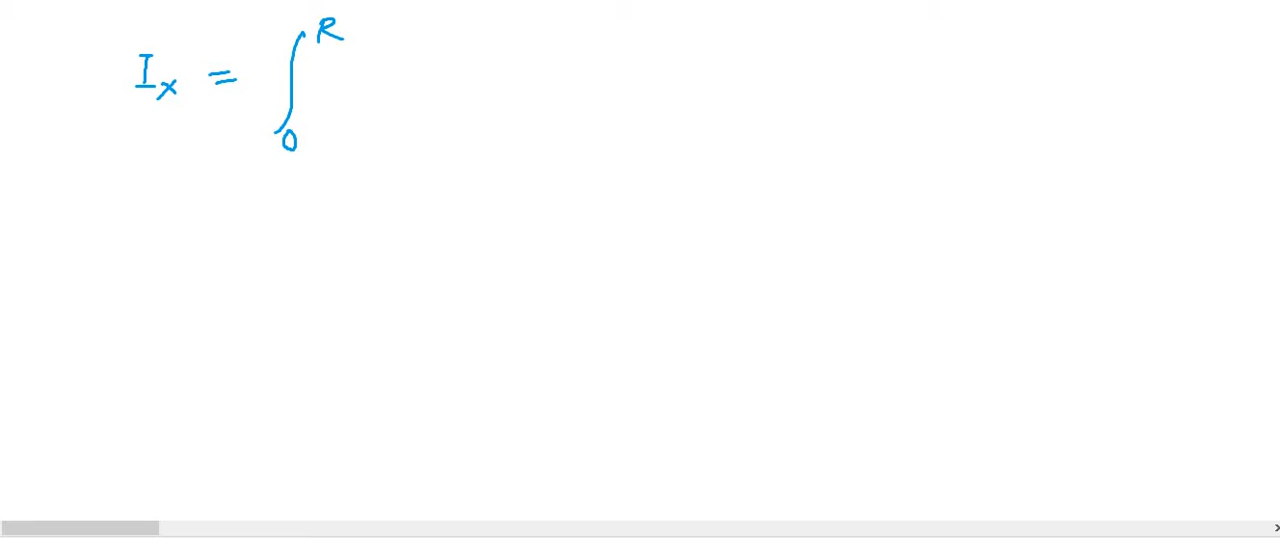 I_x = ∫_0^R